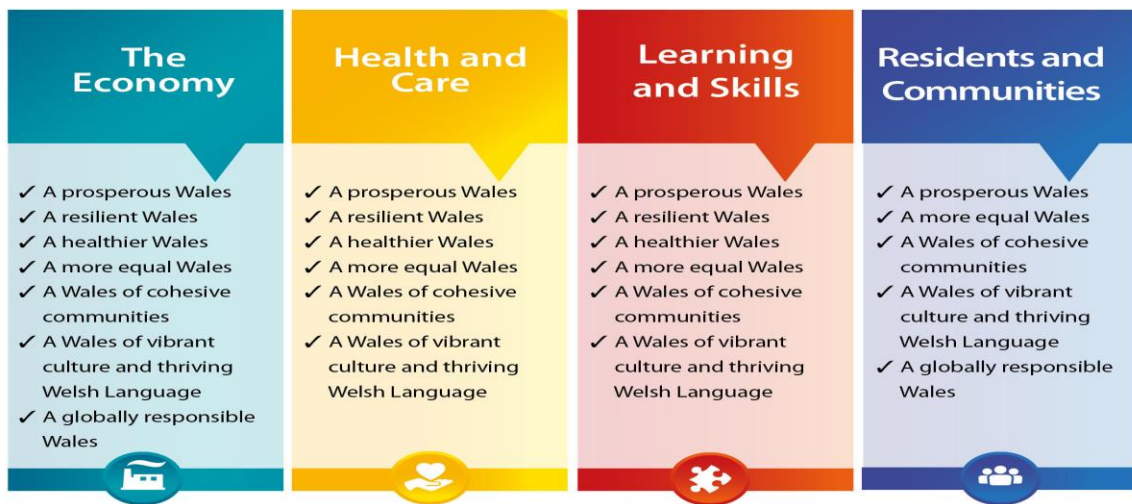 The
Economy
✓ A prosperous Wales
✓ A resilient Wales
✓ A healthier Wales
✓ A more equal Wales
✓ A Wales of cohesive
communities
✓ A Wales of vibrant
culture and thriving
Welsh Language
✓ A globally responsible
Wales
Health and
Care
✓ A prosperous Wales
✓ A resilient Wales
✓ A healthier Wales
✓ A more equal Wales
✓ A Wales of cohesive
communities
✓ A Wales of vibrant
culture and thriving
Welsh Language
Learning
and Skills
✓ A prosperous Wales
✓ A resilient Wales
✓ A healthier Wales
✓ A more equal Wales
✓ A Wales of cohesive
communities
✓ A Wales of vibrant
culture and thriving
Welsh Language
Residents and
Communities
✓ A prosperous Wales
✓ A more equal Wales
✓ A Wales of cohesive
communities
✓ A Wales of vibrant
culture and thriving
Welsh Language
✓ A globally responsible
Wales